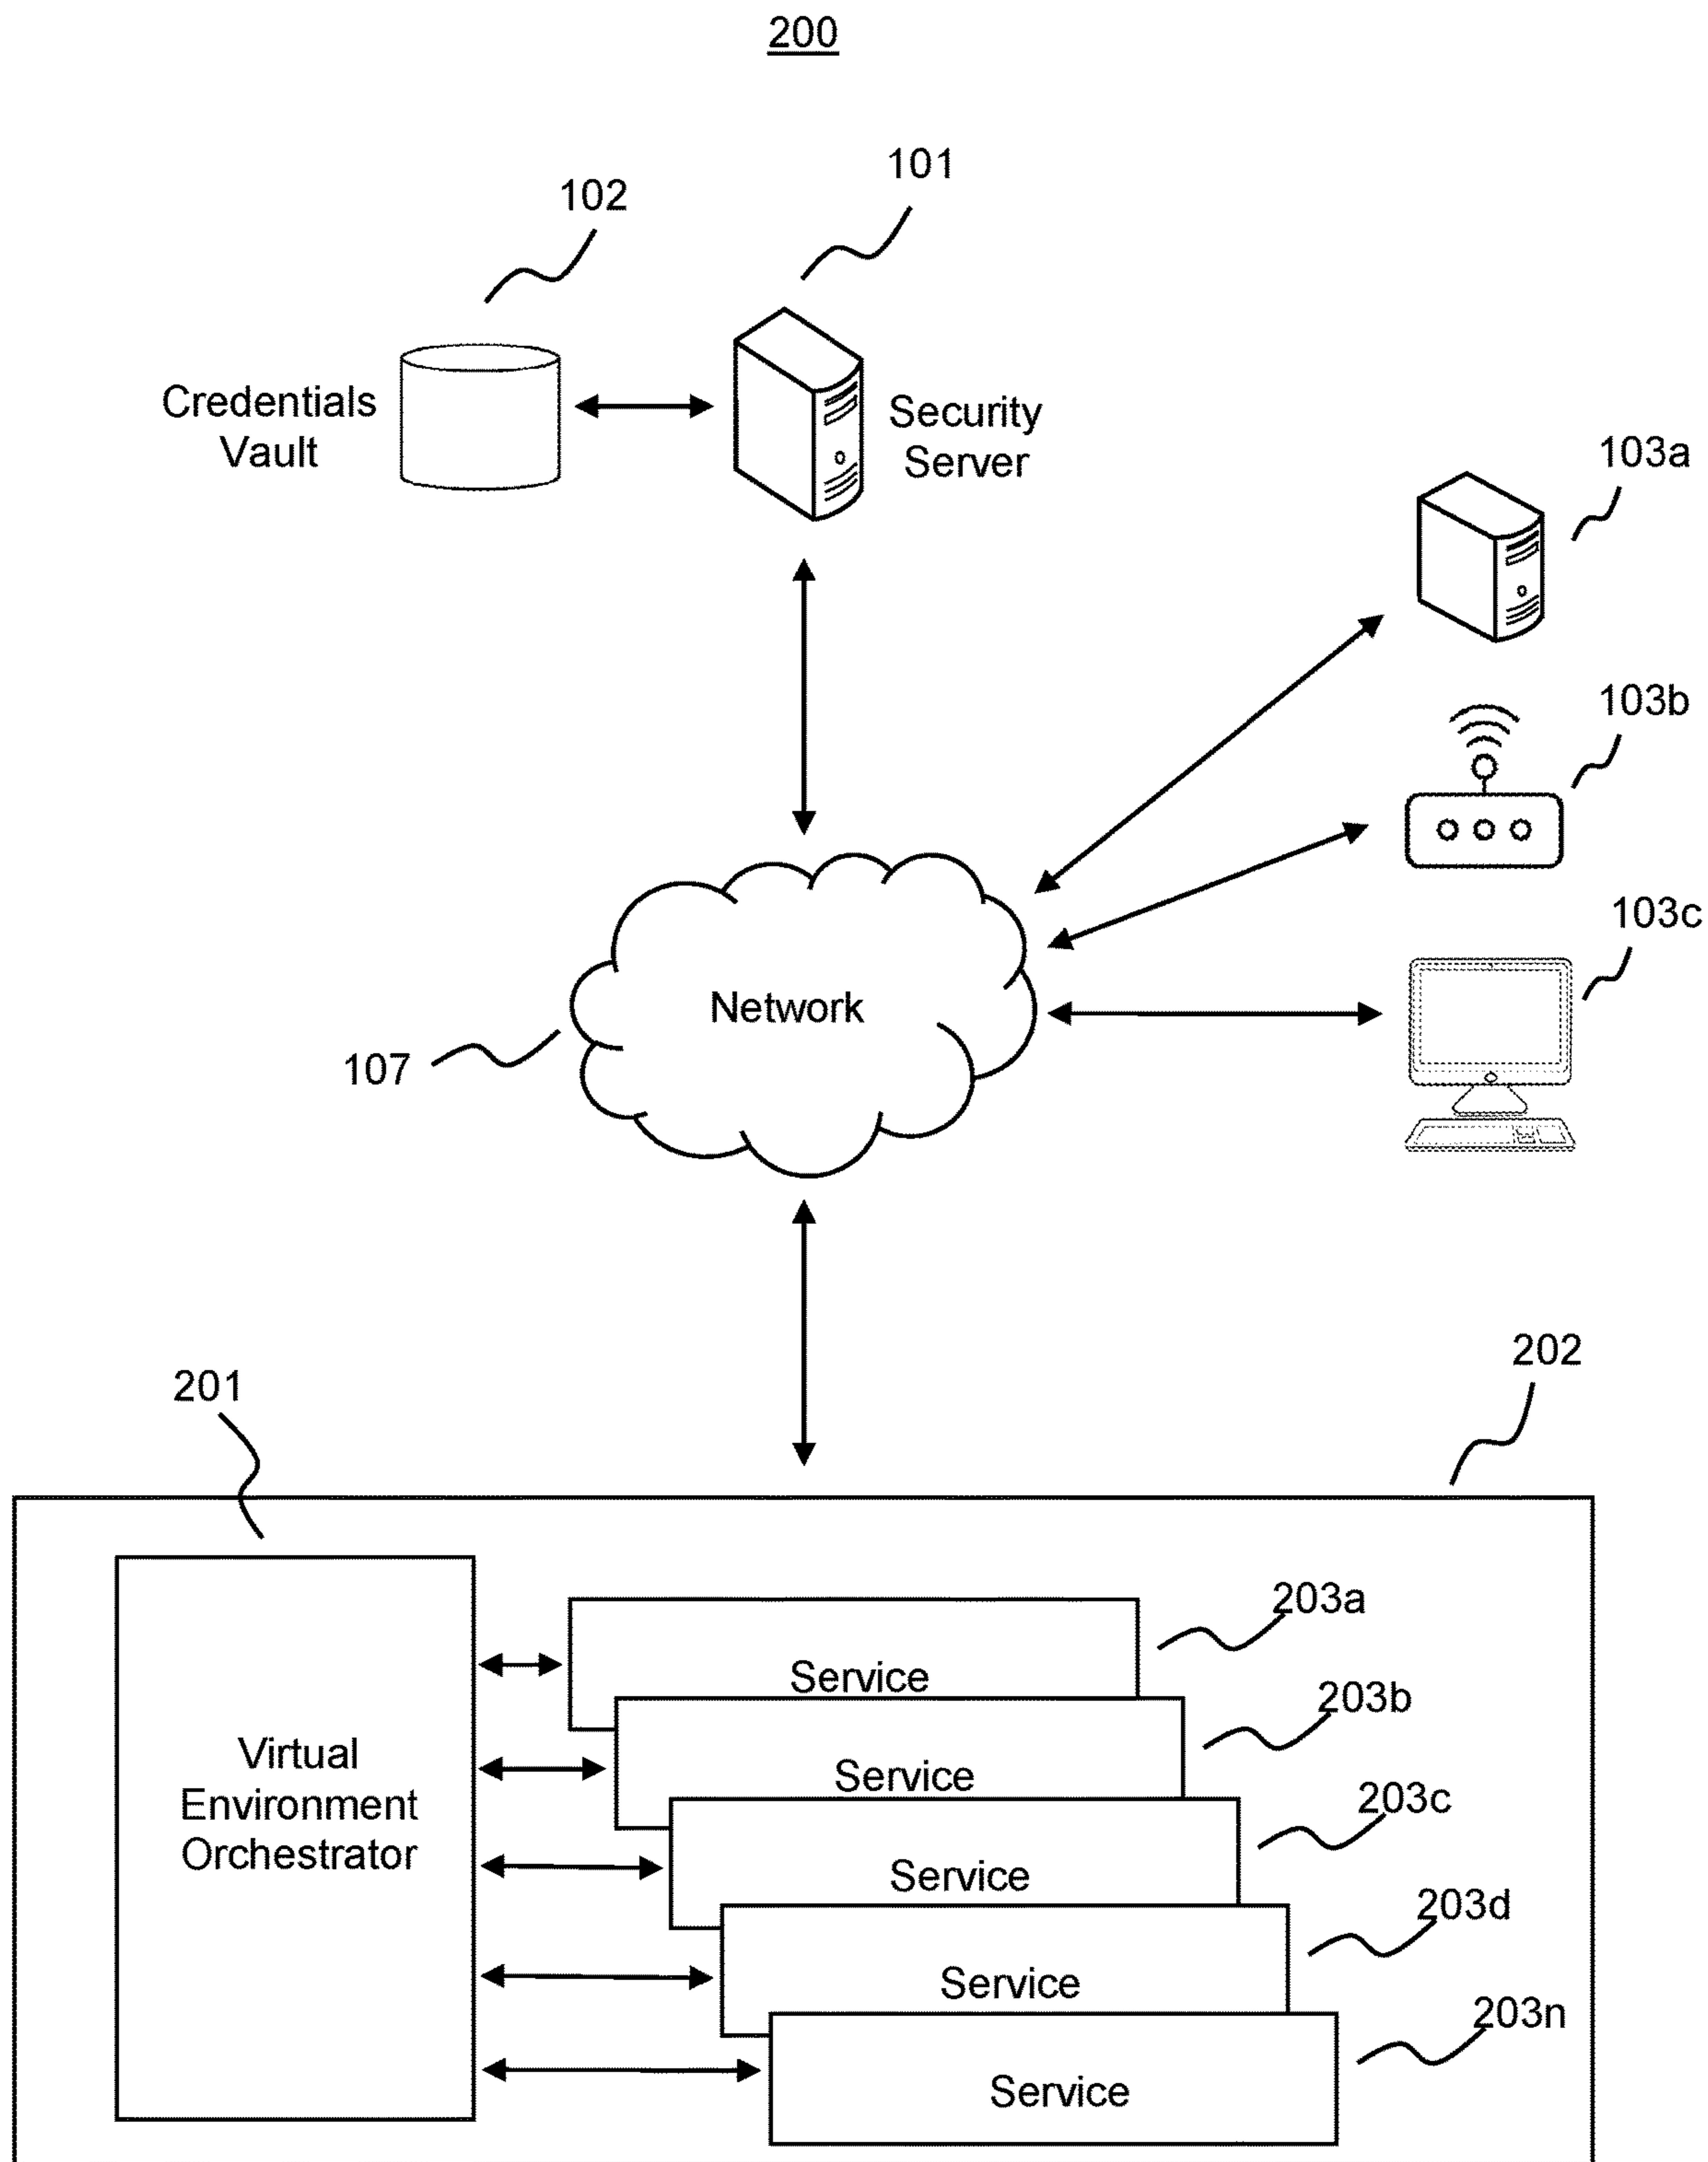 200
101
102
Credentials
Vault
Security
Server
103a
103b
103c
Network
107
202
201
203a
Service
203b
Virtual
Environment
Orchestrator
Service
203c
Service
203d
Service
203n
Service